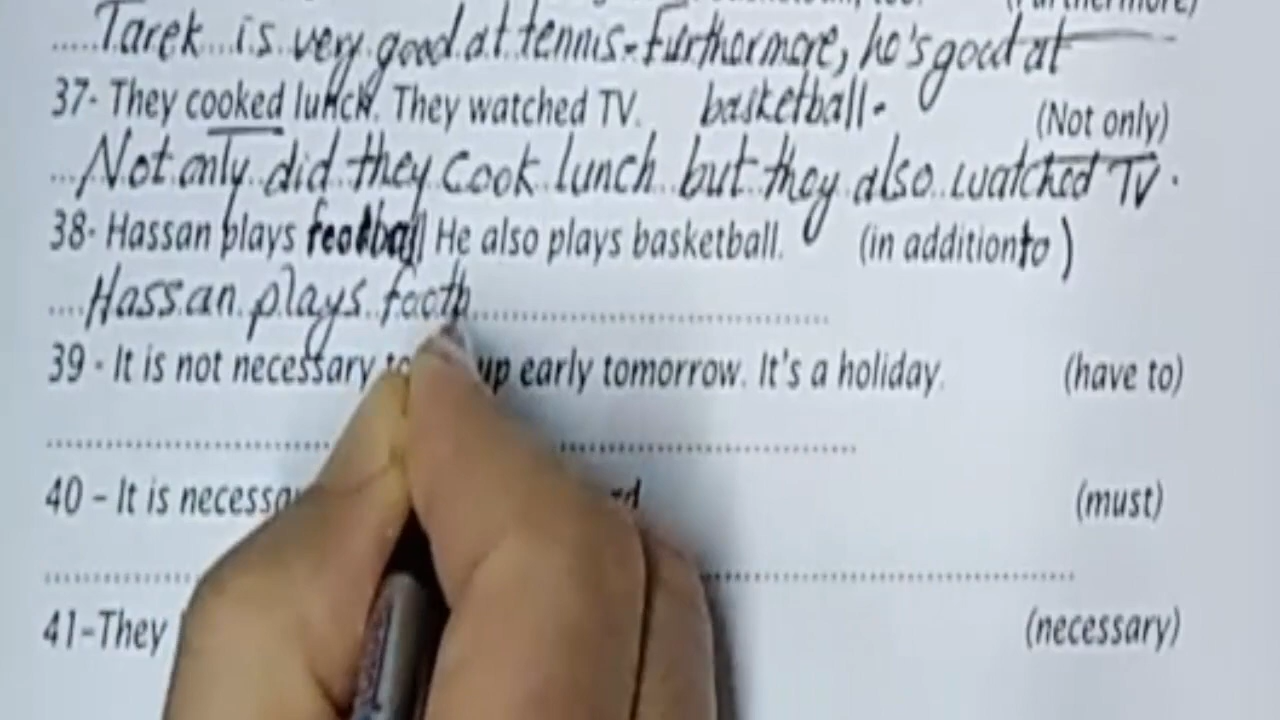 (Furthermore)
Tarek is very good at tennis. Furthermore, he's good at
37- They cooked lunch. They watched TV. basketball. (Not only)
Not only did they cook lunch but they also watched TV.
38- Hassan plays football He also plays basketball. (in addition to)
Hassan plays footb
39 - It is not necessary to up early tomorrow. It's a holiday. (have to)
40 – It is (must)
41–They (necessary)